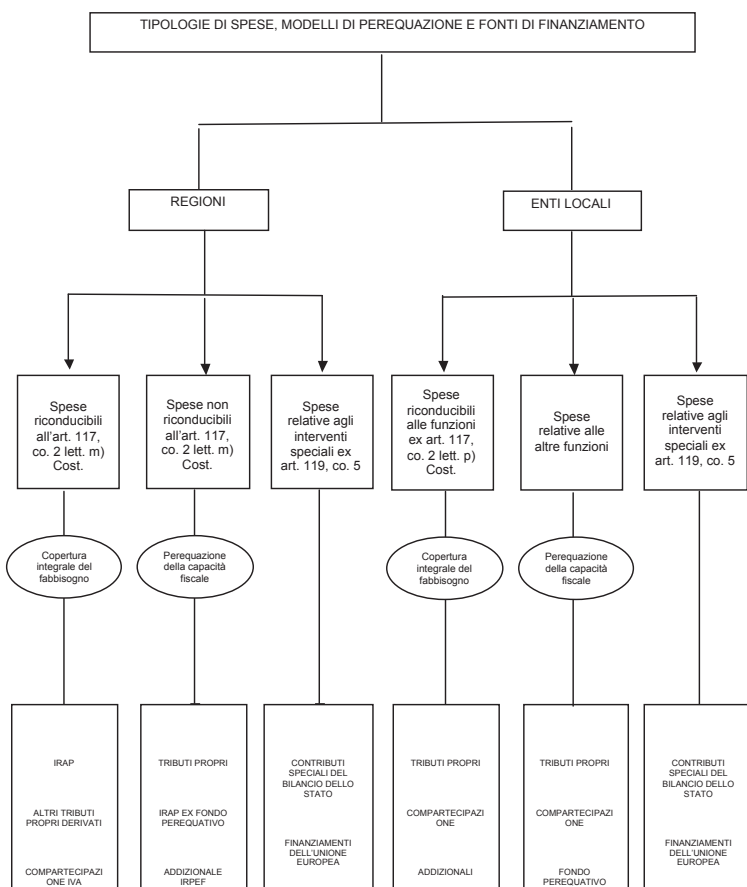 TIPOLOGIE DI SPESE, MODELLI DI PEREQUAZIONE E FONTI DI FINANZIAMENTO
REGIONI
ENTI LOCALI
Spese
riconducibili
all'art. 117,
co. 2 lett. m)
Cost.
Spese non
riconducibili
all'art. 117,
co. 2 lett. m)
Cost.
Spese
relative agli
interventi
speciali ex
art. 119, co. 5
Spese
riconducibili
alle funzioni
ex art. 117,
co. 2 lett. p)
Cost.
Spese
relative alle
altre funzioni
Spese
relative agli
interventi
speciali ex
art. 119, co. 5
Copertura
integrale del
fabbisogno
Perequazione
della capacità
fiscale
Copertura
integrale del
fabbisogno
Perequazione
della capacità
fiscale
IRAP
ALTRI TRIBUTI
PROPRI DERIVATI
COMPARTECIPAZI
ONE IVA
TRIBUTI PROPRI
IRAP EX FONDO
PEREQUATIVO
ADDIZIONALE
IRPEF
CONTRIBUTI
SPECIALI DEL
BILANCIO DELLO
STATO
FINANZIAMENTI
DELL'UNIONE
EUROPEA
TRIBUTI PROPRI
COMPARTECIPAZI
ONE
ADDIZIONALI
TRIBUTI PROPRI
COMPARTECIPAZI
ONE
FONDO
PEREQUATIVO
CONTRIBUTI
SPECIALI DEL
BILANCIO DELLO
STATO
FINANZIAMENTI
DELL'UNIONE
EUROPEA